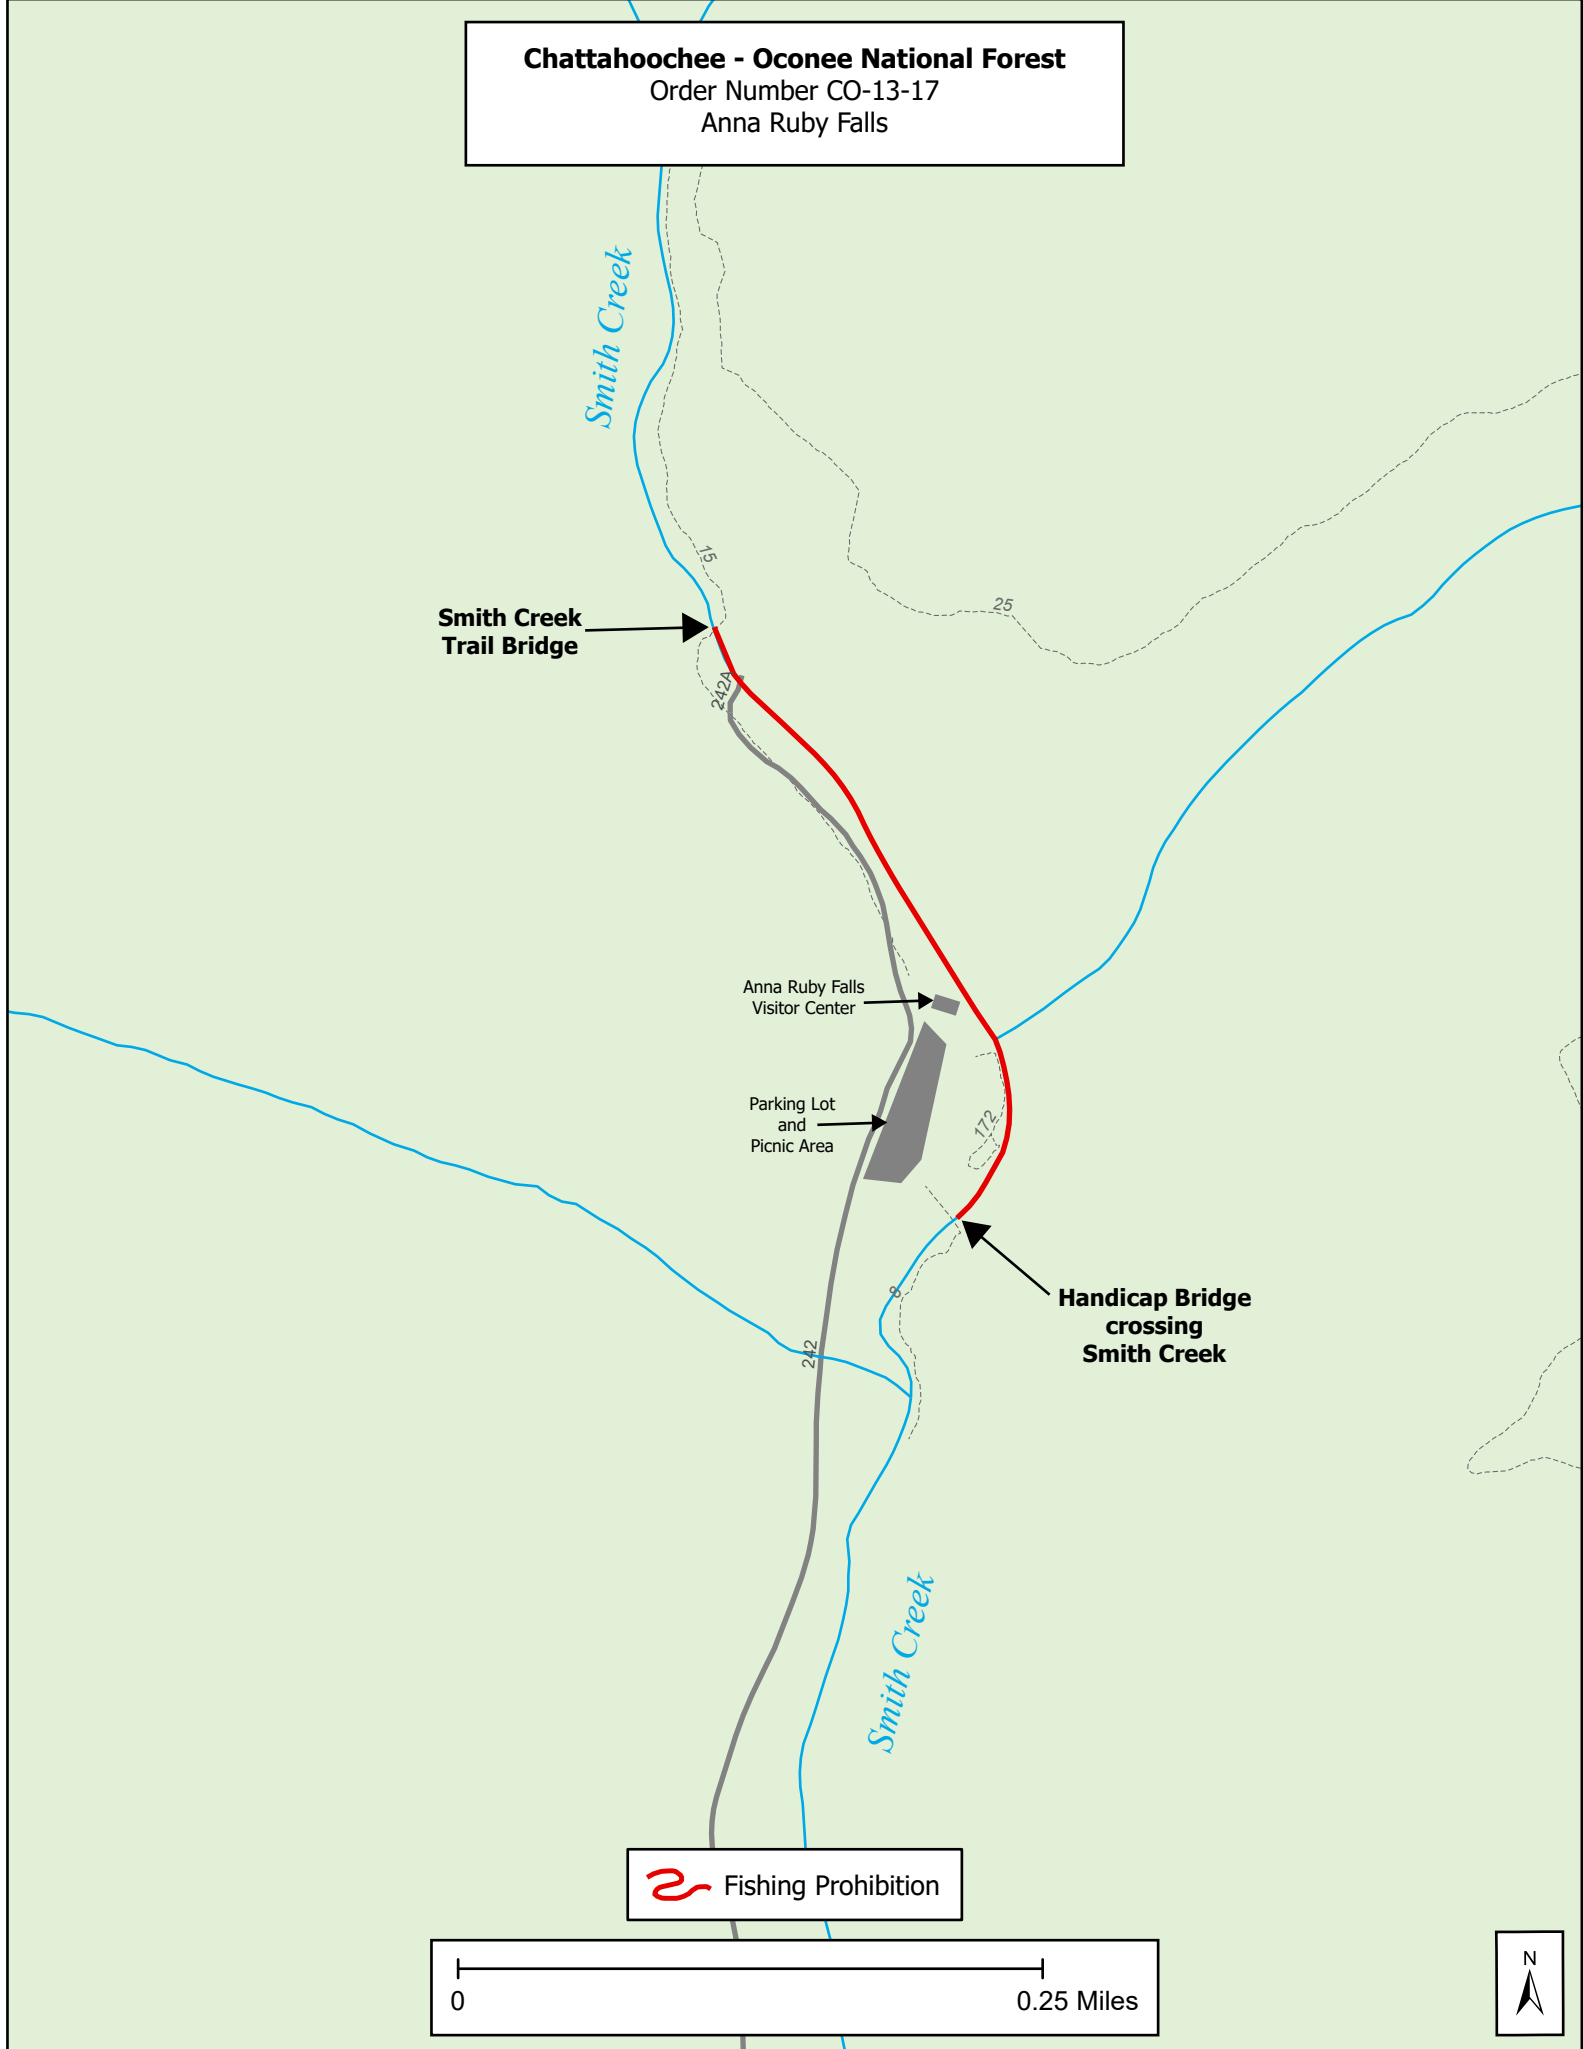 Chattahoochee - Oconee National Forest
Order Number CO-13-17
Anna Ruby Falls
Smith Creek
15
25
Smith Creek
Trail Bridge
242A
Anna Ruby Falls
Visitor Center
Parking Lot
and
Picnic Area
172
8
Handicap Bridge
crossing
Smith Creek
242
Smith Creek
Fishing Prohibition
0
0.25 Miles
N